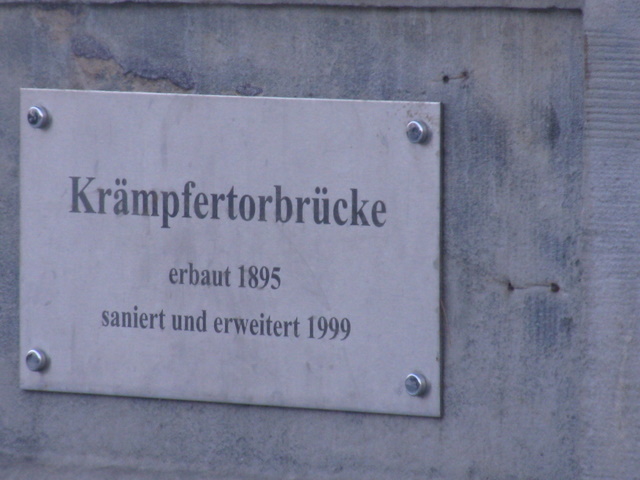 Krämpfertorbrücke
erbaut 1895
saniert und erweitert 1999